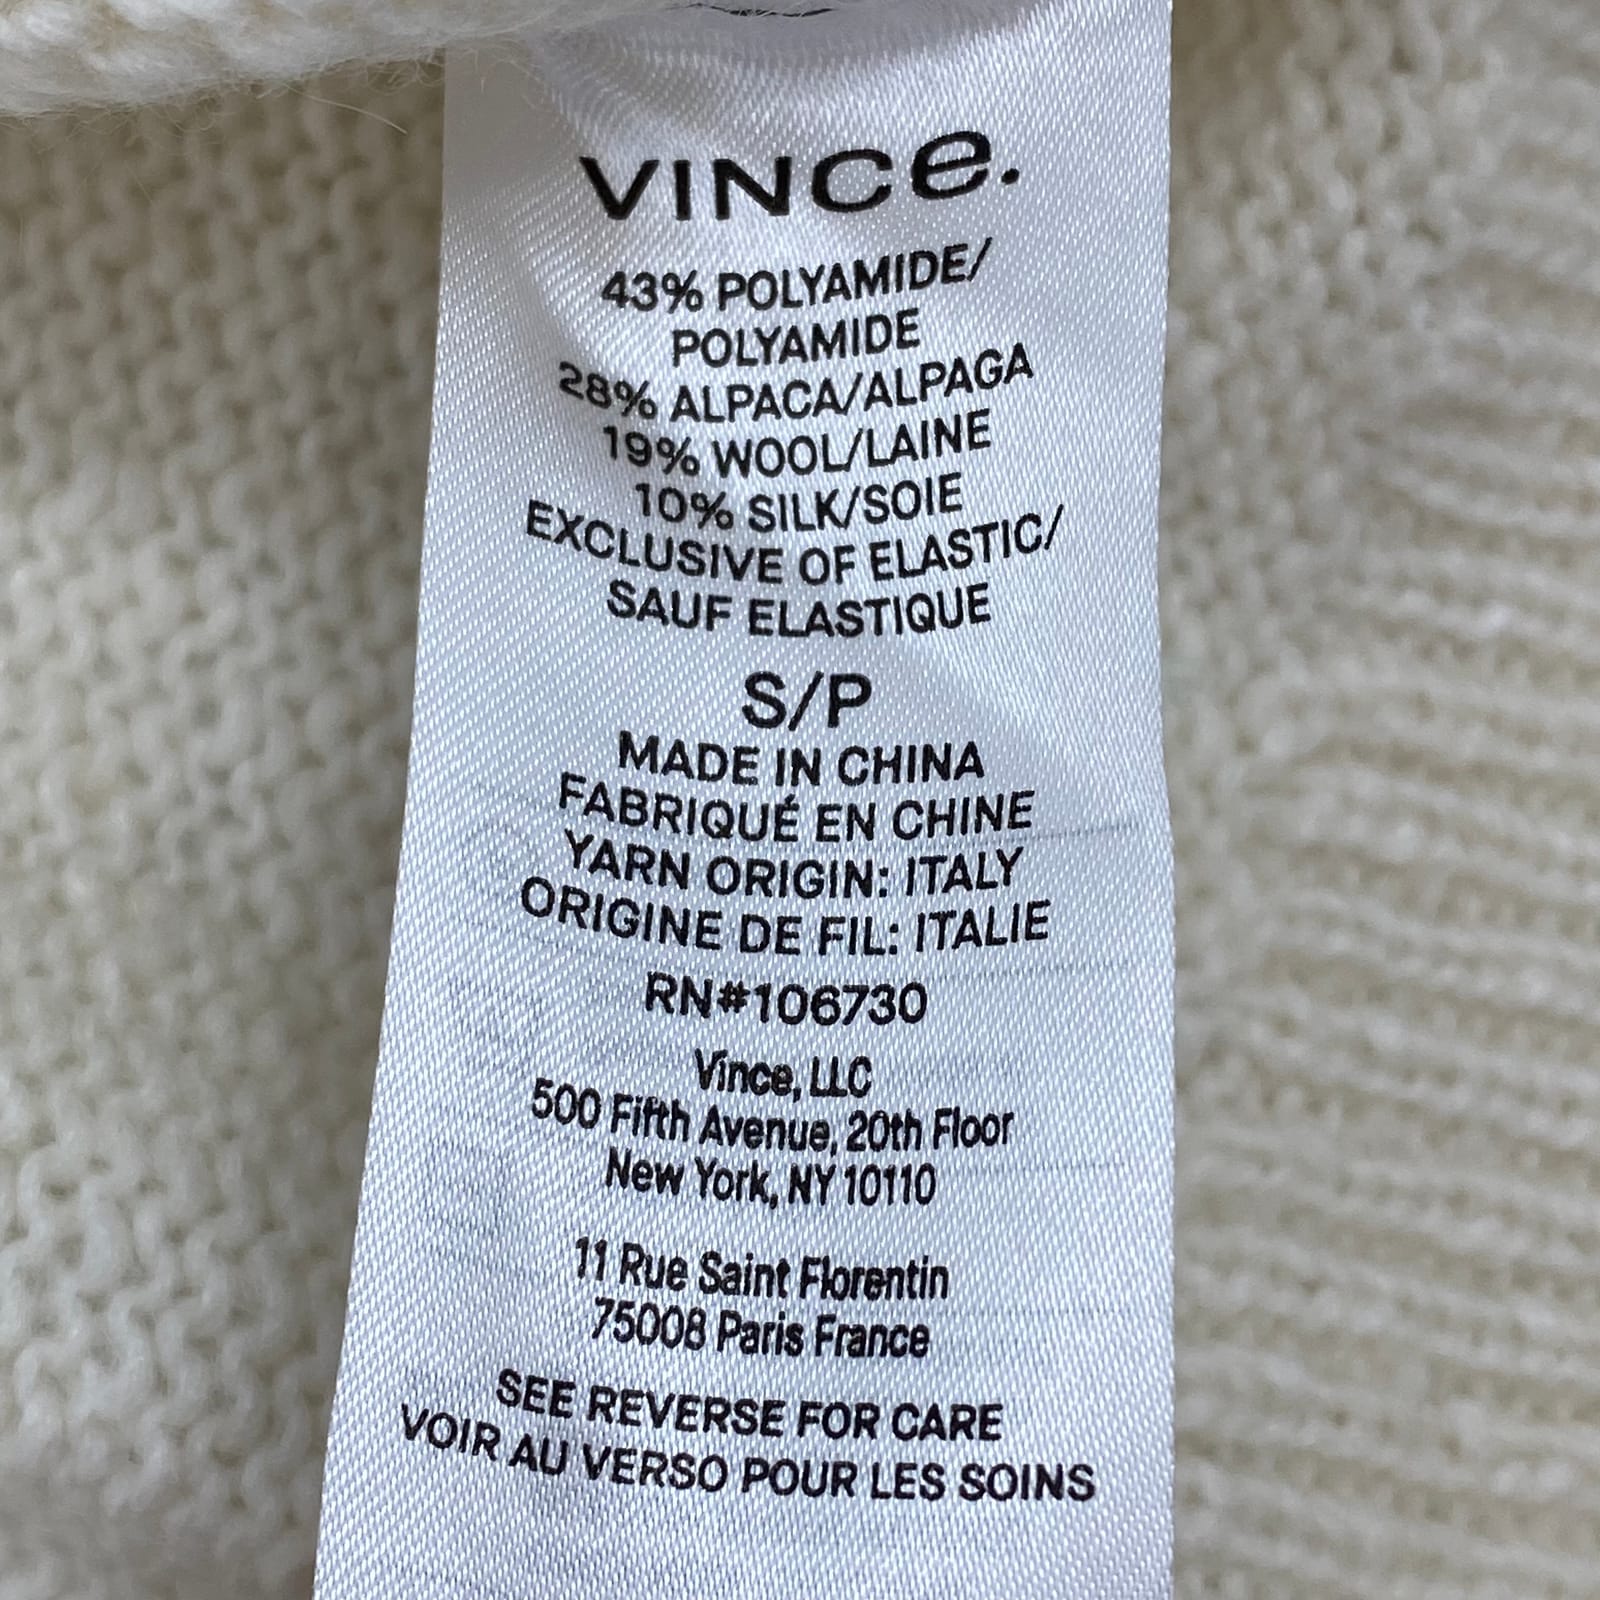 VINCe.
43% POLYAMIDE/
POLYAMIDE
28% ALPACA/ALPAGA
19% WOOL/LAINE
10% SILK/SOIE
EXCLUSIVE OF ELASTIC/
SAUF ELASTIQUE
S/P
MADE IN CHINA
FABRIQUÉ EN CHINE
YARN ORIGIN: ITALY
ORIGINE DE FIL: ITALIE
RN#106730
Vince, LLC
500 Fifth Avenue, 20th Floor
New York, NY 10110
11 Rue Saint Florentin
75008 Paris France
SEE REVERSE FOR CARE
VOIR AU VERSO POUR LES SOINS